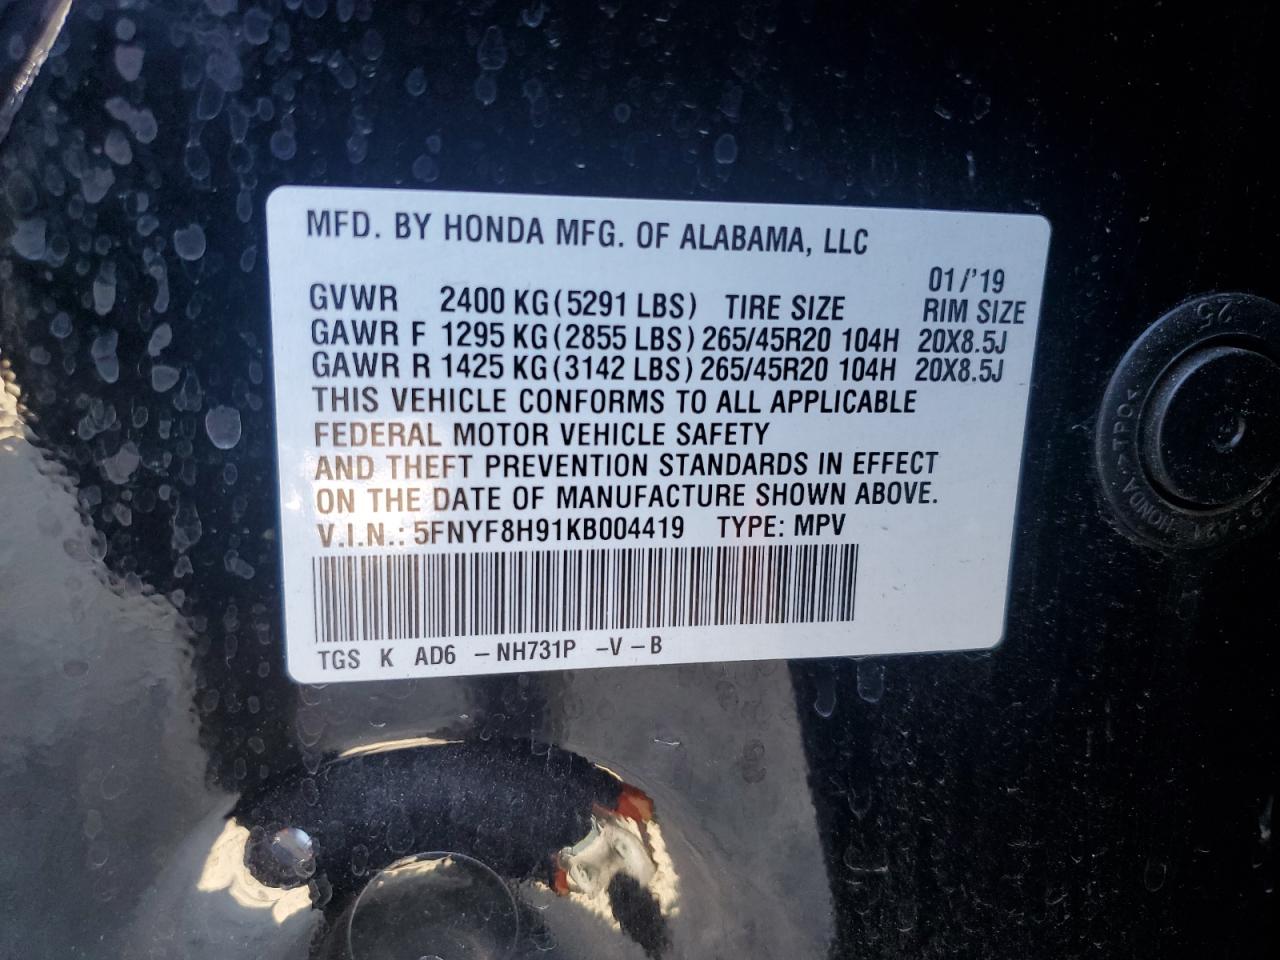 MFD. BY HONDA MFG. OF ALABAMA, LLC
01/'19
GVWR 2400 KG (5291 LBS) TIRE SIZE RIM SIZE
GAWR F 1295 KG (2855 LBS) 265/45R20 104H 20X8.5J
GAWR R 1425 KG (3142 LBS) 265/45R20 104H 20X8.5J
THIS VEHICLE CONFORMS TO ALL APPLICABLE
FEDERAL MOTOR VEHICLE SAFETY
AND THEFT PREVENTION STANDARDS IN EFFECT
ON THE DATE OF MANUFACTURE SHOWN ABOVE.
V.I.N.: 5FNYF8H91KB004419 TYPE: MPV
TGS K AD6 -NH731P -V-B
25
HONDA >TPO<